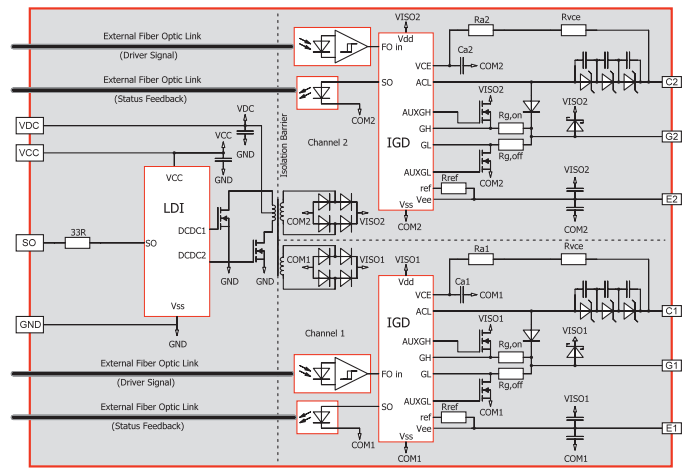 External Fiber Optic Link
(Driver Signal)
External Fiber Optic Link
(Status Feedback)
VDC
VCC
SO
GND
33R
VDC
GND
VCC
GND
VCC
LDI
SO
DCDC1
DCDC2
Vss
GND
GND
GND
Isolation Barrier
Channel 2
COM2
VISO2
COM1
VISO1
Channel 1
VISO2
Vdd
FO in
SO
COM2
VCE
ACL
AUXGH
IGD
GH
GL
AUXGL
ref
Vee
Vss
COM2
Ra2
Rvce
Ca2
COM2
VISO2
Rg,on
Rg,off
COM2
Rref
VISO2
VISO2
COM2
C2
G2
E2
VISO1
Vdd
VCE
ACL
IGD
AUXGH
GH
FO in
GL
SO
AUXGL
ref
Vee
Vss
COM1
COM1
Ra1
Rvce
Ca1
COM1
VISO1
Rg,on
Rg,off
COM1
Rref
VISO1
VISO1
COM1
C1
G1
E1
External Fiber Optic Link
(Driver Signal)
External Fiber Optic Link
(Status Feedback)